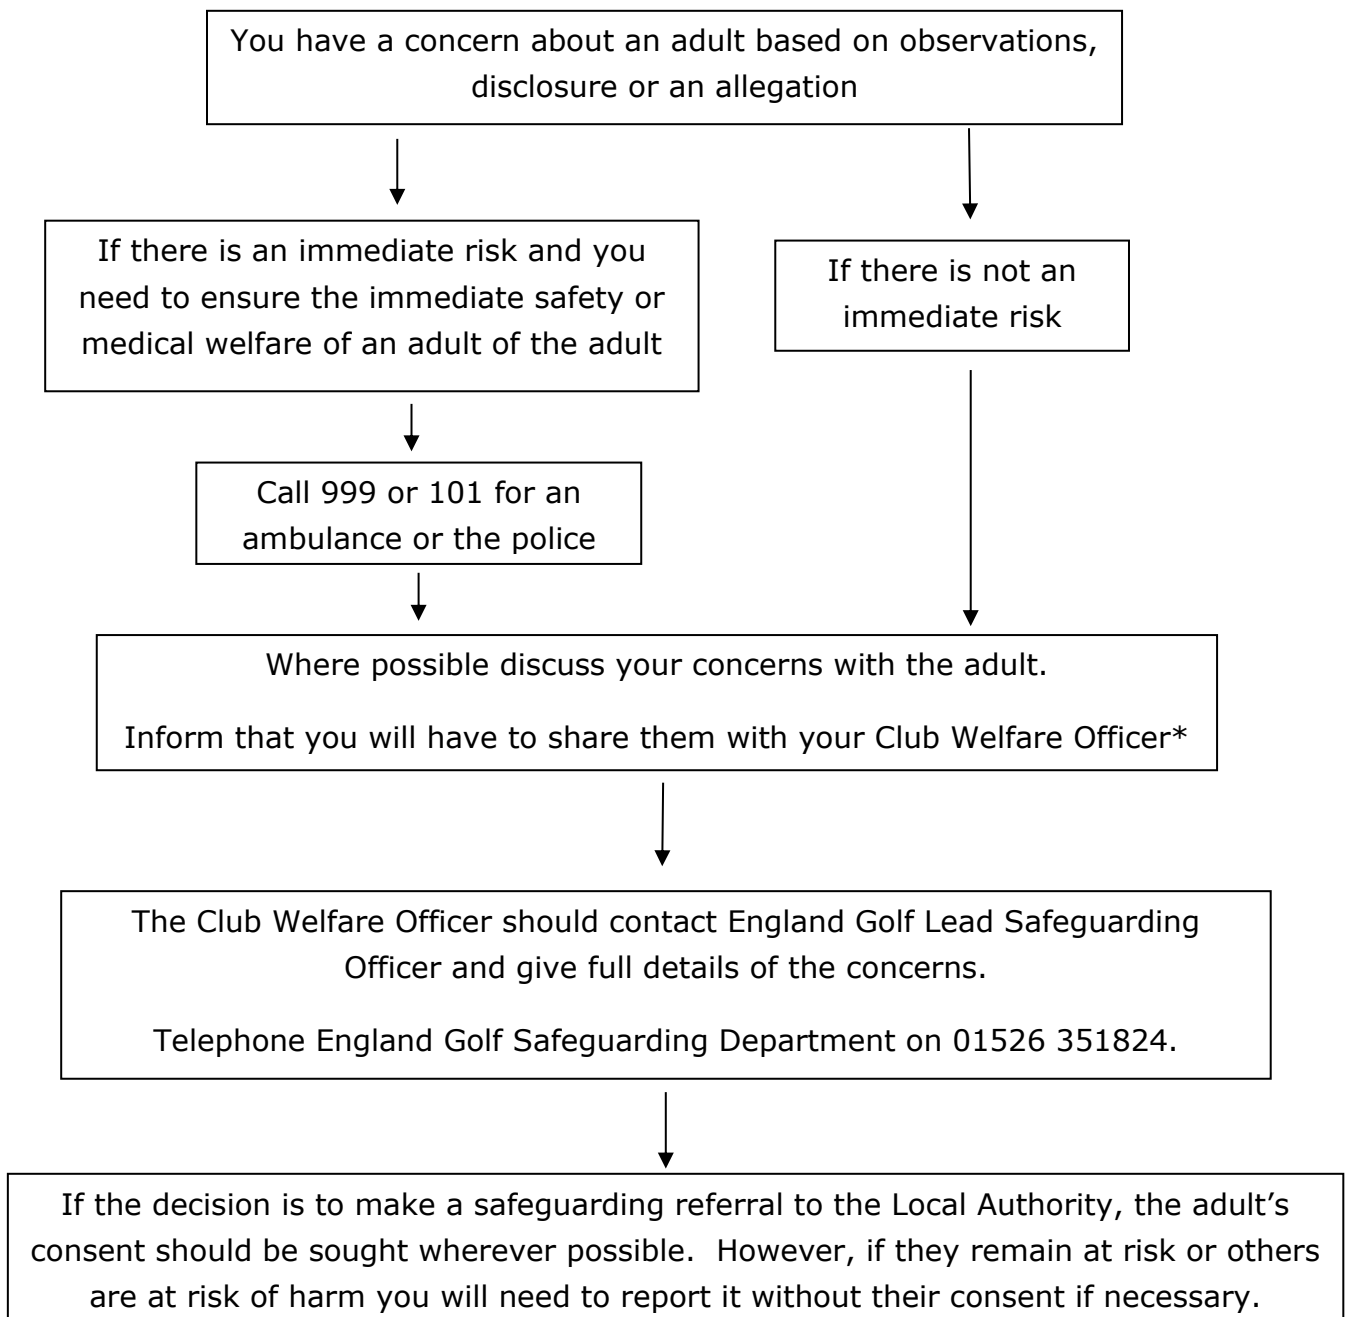 You have a concern about an adult based on observations,
disclosure or an allegation
If there is an immediate risk and you
need to ensure the immediate safety or
medical welfare of an adult of the adult
If there is not an
immediate risk
Call 999 or 101 for an
ambulance or the police
Where possible discuss your concerns with the adult.
Inform that you will have to share them with your Club Welfare Officer*
The Club Welfare Officer should contact England Golf Lead Safeguarding
Officer and give full details of the concerns.
Telephone England Golf Safeguarding Department on 01526 351824.
If the decision is to make a safeguarding referral to the Local Authority, the adult’s
consent should be sought wherever possible.  However, if they remain at risk or others
are at risk of harm you will need to report it without their consent if necessary.